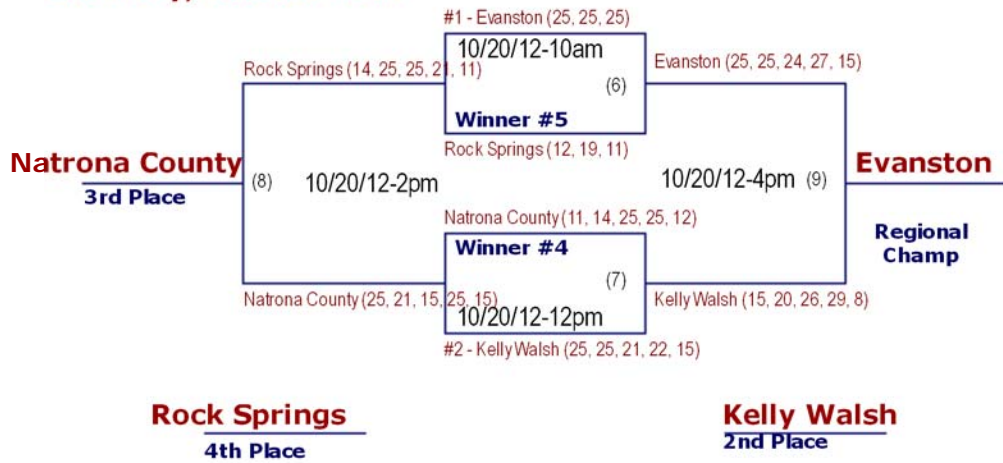 #1 - Evanston (25, 25, 25)
10/20/12-10am
Rock Springs (14, 25, 25, 21, 11)
Evanston (25, 25, 24, 27, 15)
(6)
Winner #5
Rock Springs (12, 19, 11)
Natrona County
(8)
10/20/12-2pm
10/20/12-4pm (9)
Evanston
3rd Place
Natrona County (11, 14, 25, 25, 12)
Regional
Champ
Winner #4
(7)
Natrona County (25, 21, 15, 25, 15)
Kelly Walsh (15, 20, 26, 29, 8)
10/20/12-12pm
#2 - Kelly Walsh (25, 25, 21, 22, 15)
Rock Springs
4th Place
Kelly Walsh
2nd Place